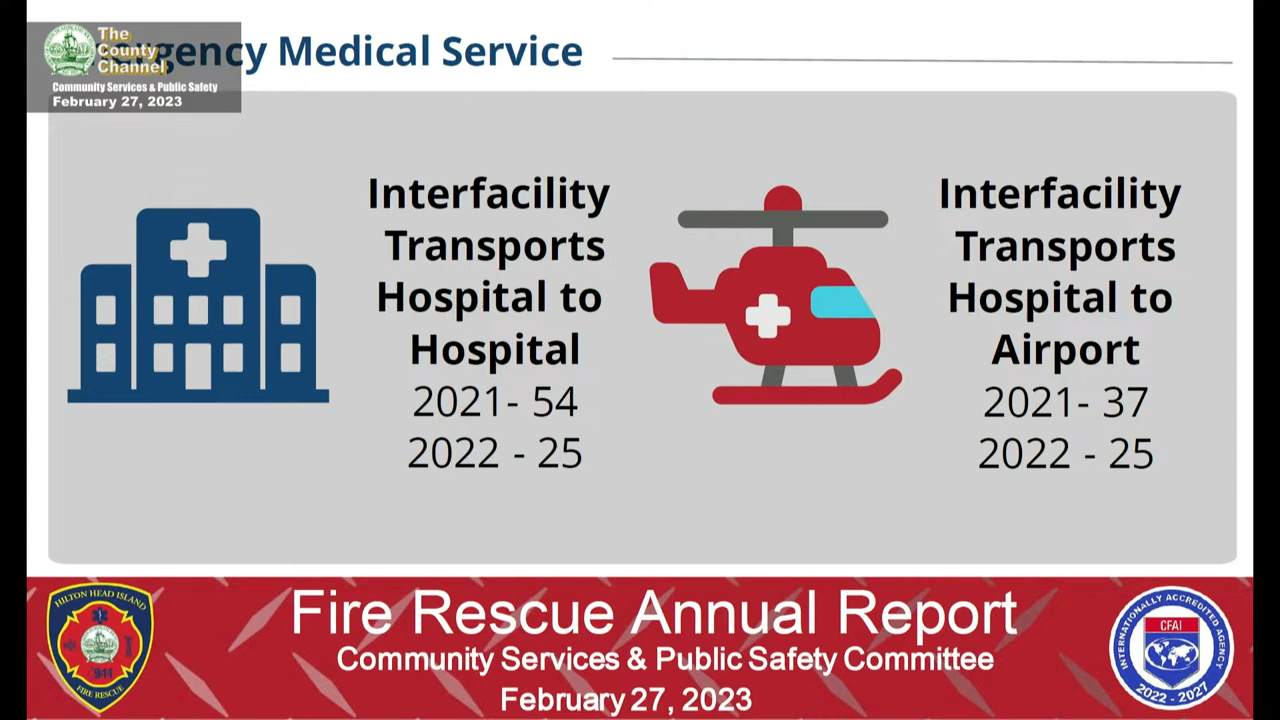 The
County
Channel
Community Services & Public Safety
February 27, 2023
Emergency Medical Service
Interfacility
Transports
Hospital to
Hospital
2021- 54
2022 - 25
Interfacility
Transports
Hospital to
Airport
2021- 37
2022 - 25
HILTON HEAD ISLAND
911
FIRE RESCUE
Fire Rescue Annual Report
Community Services & Public Safety Committee
February 27, 2023
INTERNATIONALLY ACCREDITED AGENCY
CFAI
2022 - 2027